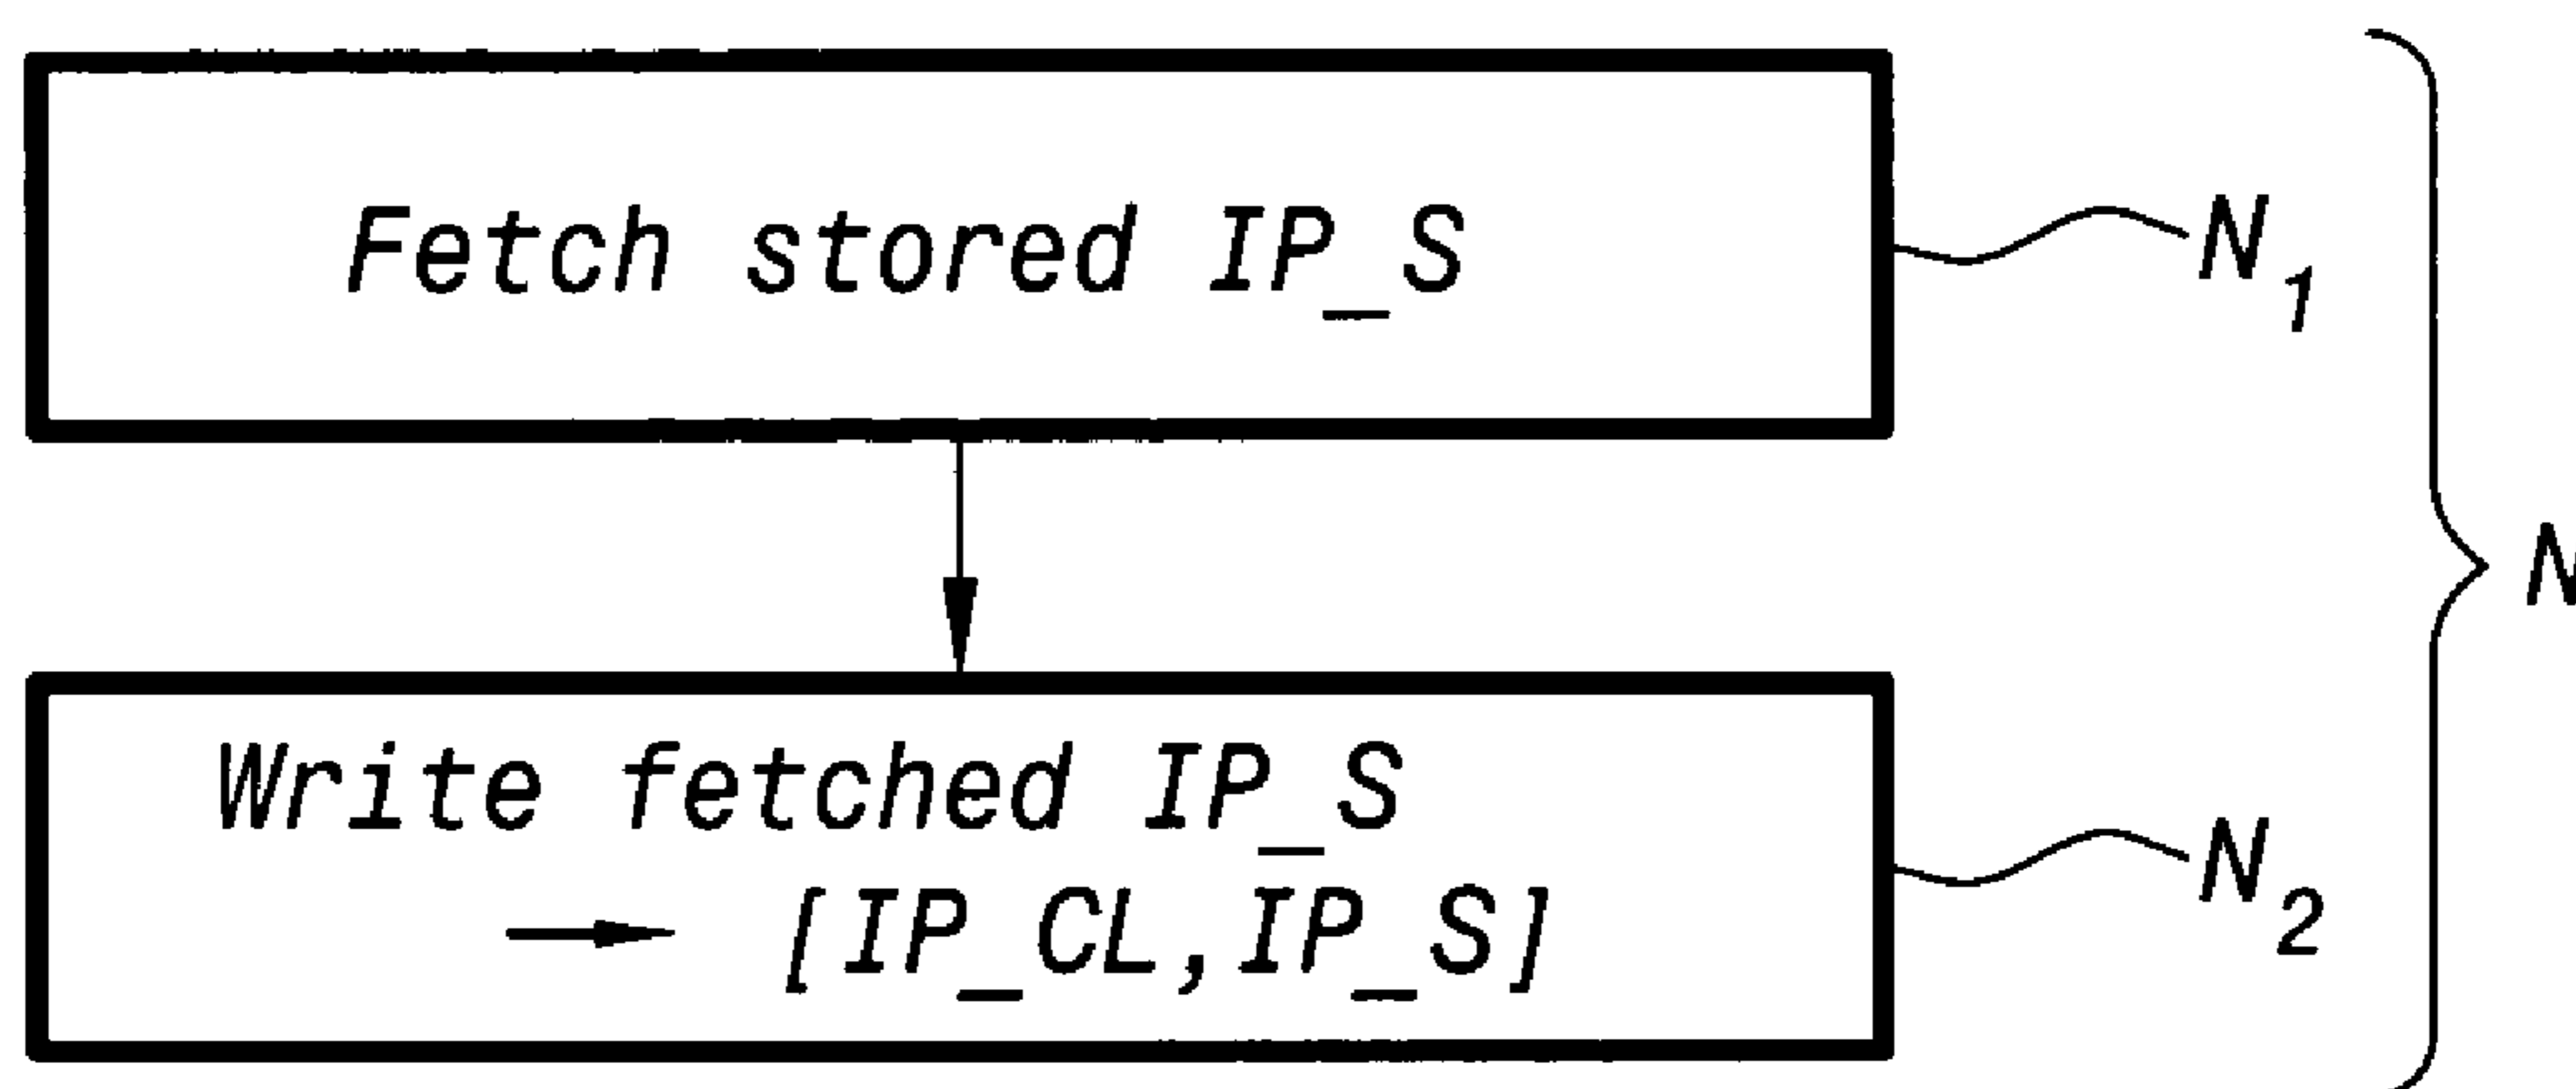 Fetch stored IP_S
N1
N
Write fetched IP_S
→ [IP_CL,IP_S]
N2